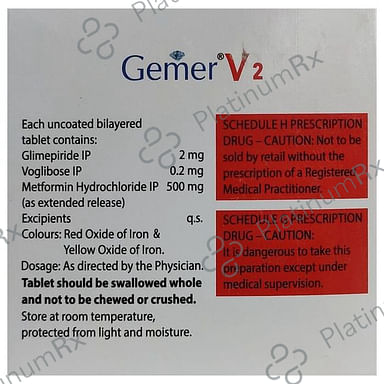 Gemer® V 2
Each uncoated bilayered
tablet contains:
Glimepiride IP 2 mg
Voglibose IP 0.2 mg
Metformin Hydrochloride IP 500 mg
(as extended release)
Excipients q.s.
Colours: Red Oxide of Iron &
Yellow Oxide of Iron.
Dosage: As directed by the Physician.
Tablet should be swallowed whole
and not to be chewed or crushed.
Store at room temperature,
protected from light and moisture.
SCHEDULE H PRESCRIPTION
DRUG – CAUTION: Not to be
sold by retail without the
prescription of a Registered
Medical Practitioner.
SCHEDULE G PRESCRIPTION
DRUG – CAUTION:
It is dangerous to take this
preparation except under
medical supervision.
PlatinumRx
PlatinumRx
PlatinumRx